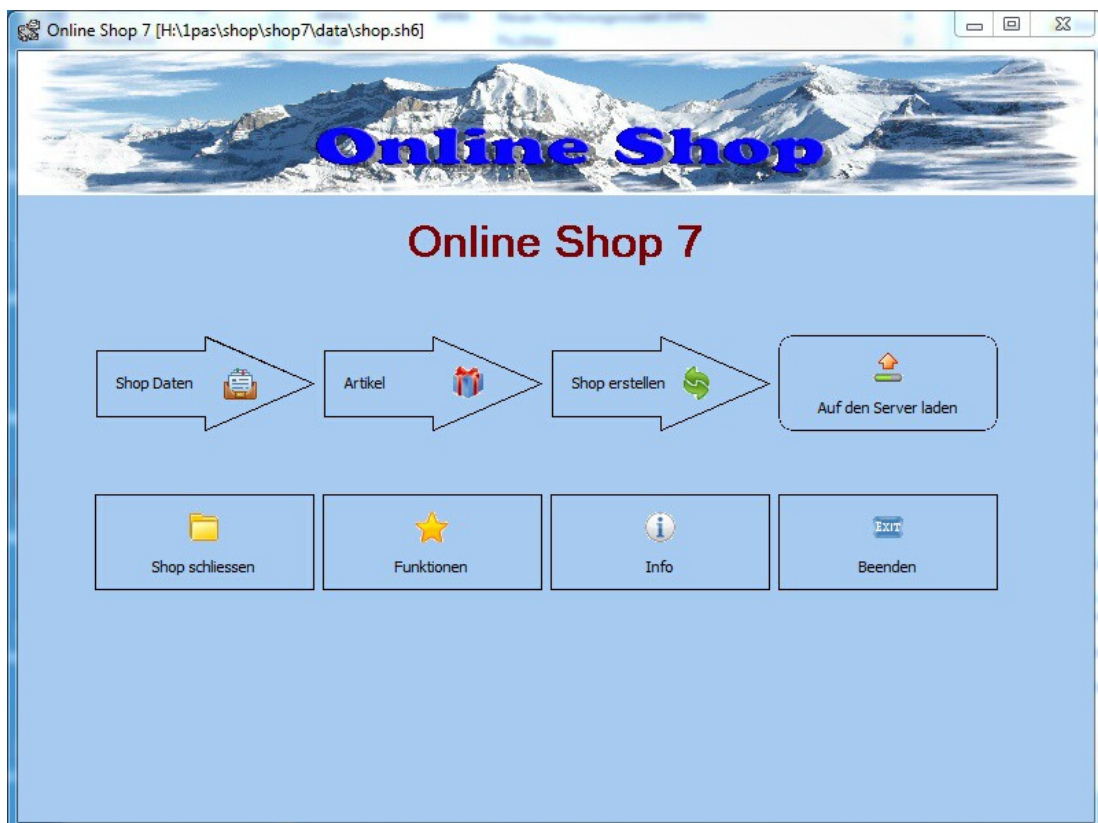 Online Shop 7 [H:\1pas\shop\shop7\data\shop.sh6]
Online Shop
Online Shop 7
Shop Daten
Artikel
Shop erstellen
Auf den Server laden
Shop schliessen
Funktionen
Info
EXIT
Beenden